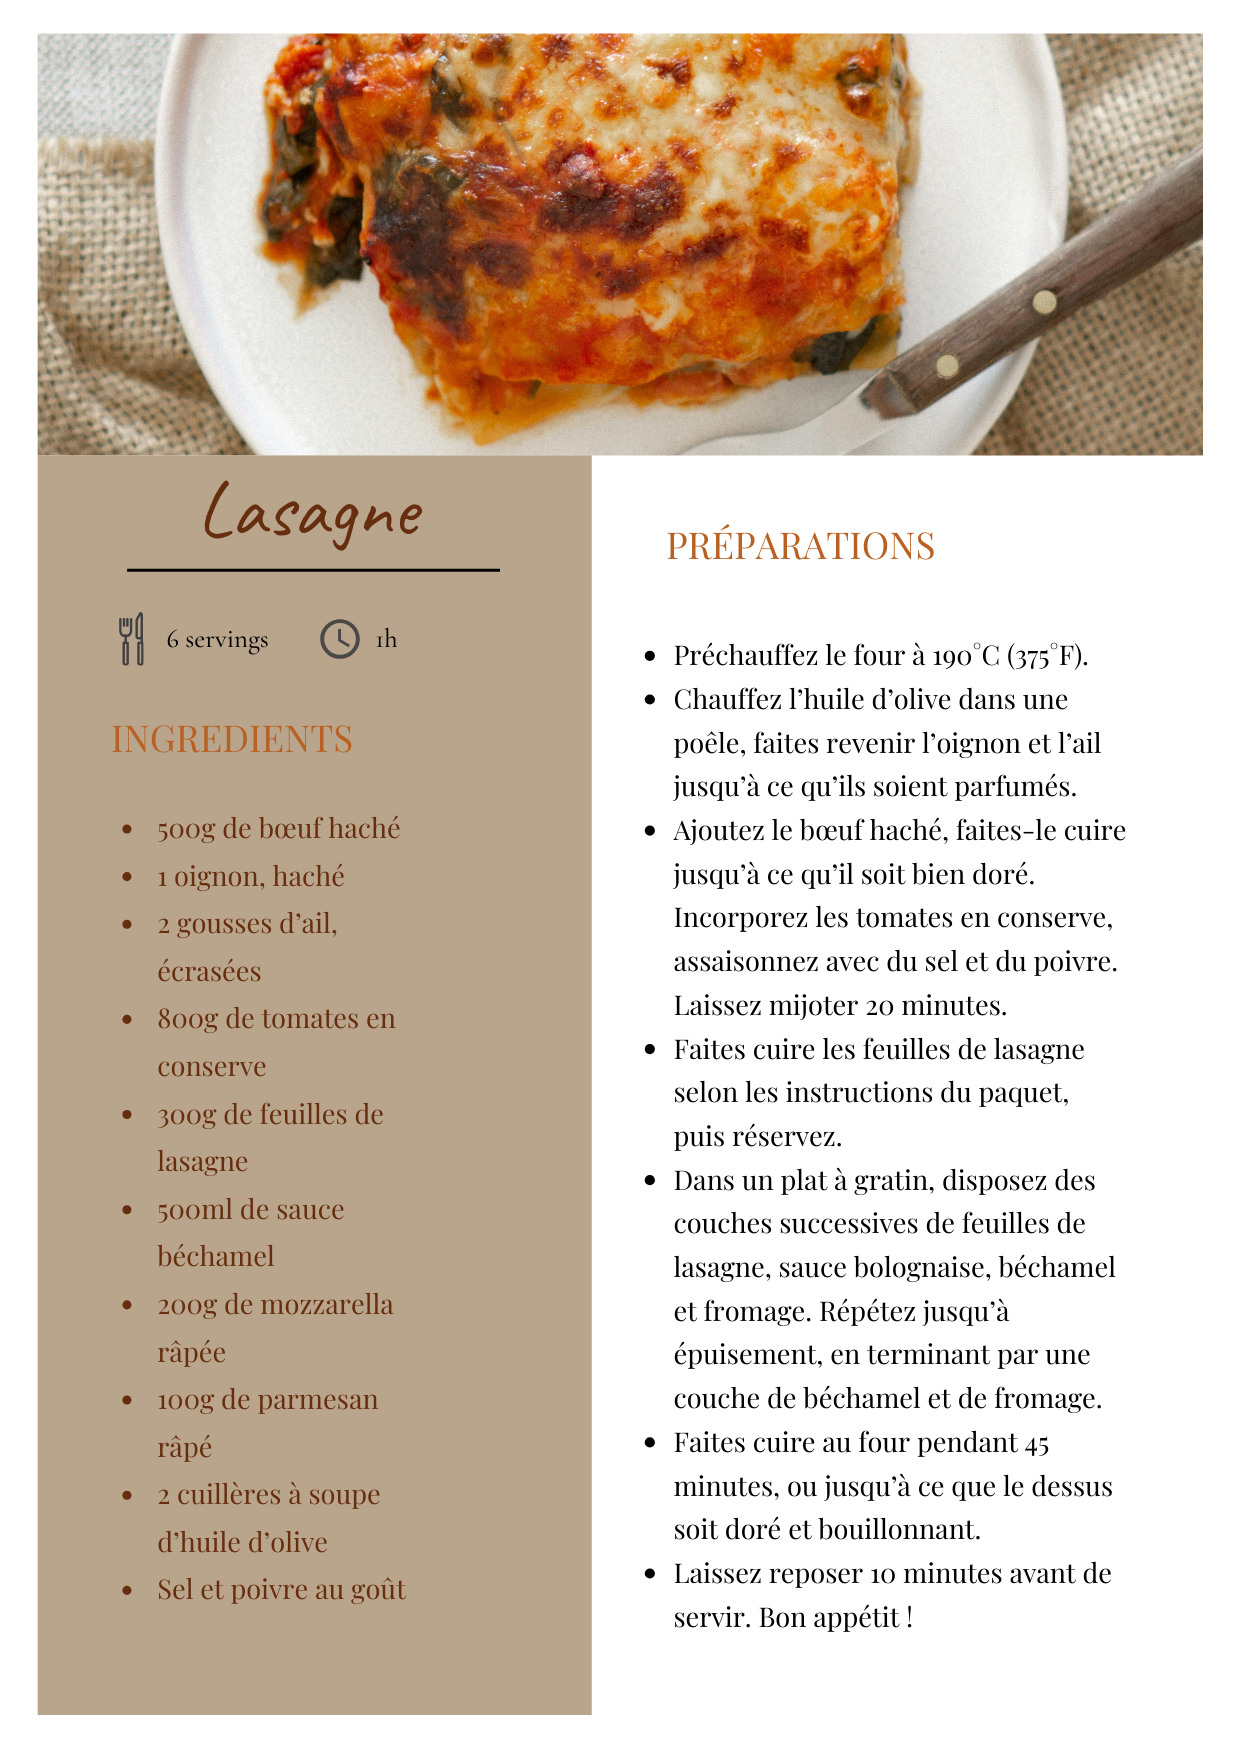 Lasagne
6 servings
1h
INGREDIENTS
500g de bœuf haché
1 oignon, haché
2 gousses d’ail,
écrasées
800g de tomates en
conserve
300g de feuilles de
lasagne
500ml de sauce
béchamel
200g de mozzarella
râpée
100g de parmesan
râpé
2 cuillères à soupe
d’huile d’olive
Sel et poivre au goût
PRÉPARATIONS
Préchauffez le four à 190°C (375°F).
Chauffez l’huile d’olive dans une
poêle, faites revenir l’oignon et l’ail
jusqu’à ce qu’ils soient parfumés.
Ajoutez le bœuf haché, faites-le cuire
jusqu’à ce qu’il soit bien doré.
Incorporez les tomates en conserve,
assaisonnez avec du sel et du poivre.
Laissez mijoter 20 minutes.
Faites cuire les feuilles de lasagne
selon les instructions du paquet,
puis réservez.
Dans un plat à gratin, disposez des
couches successives de feuilles de
lasagne, sauce bolognaise, béchamel
et fromage. Répétez jusqu’à
épuisement, en terminant par une
couche de béchamel et de fromage.
Faites cuire au four pendant 45
minutes, ou jusqu’à ce que le dessus
soit doré et bouillonnant.
Laissez reposer 10 minutes avant de
servir. Bon appétit !